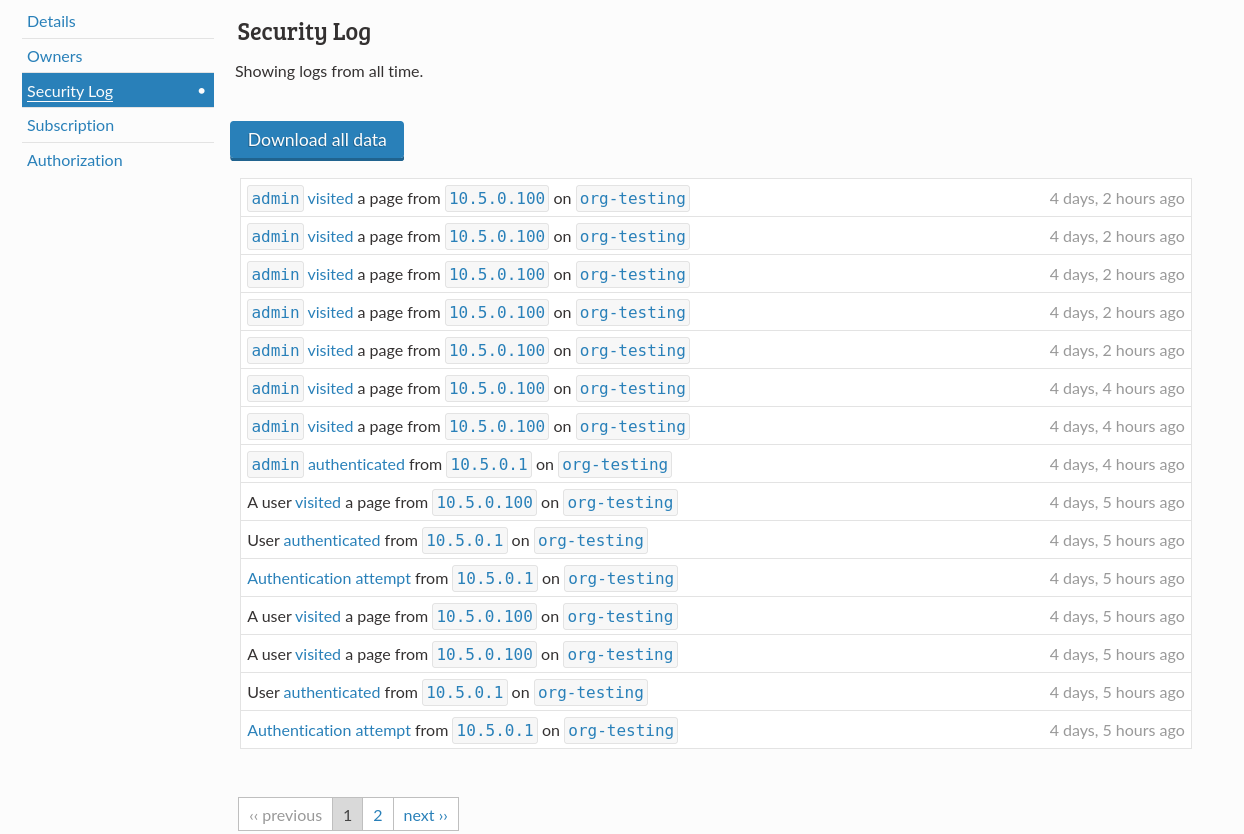 Details
Owners
Security Log
Subscription
Authorization
Security Log
Showing logs from all time.
Download all data
admin visited a page from 10.5.0.100 on org-testing 4 days, 2 hours ago
admin visited a page from 10.5.0.100 on org-testing 4 days, 2 hours ago
admin visited a page from 10.5.0.100 on org-testing 4 days, 2 hours ago
admin visited a page from 10.5.0.100 on org-testing 4 days, 2 hours ago
admin visited a page from 10.5.0.100 on org-testing 4 days, 2 hours ago
admin visited a page from 10.5.0.100 on org-testing 4 days, 4 hours ago
admin visited a page from 10.5.0.100 on org-testing 4 days, 4 hours ago
admin authenticated from 10.5.0.1 on org-testing 4 days, 4 hours ago
A user visited a page from 10.5.0.100 on org-testing 4 days, 5 hours ago
User authenticated from 10.5.0.1 on org-testing 4 days, 5 hours ago
Authentication attempt from 10.5.0.1 on org-testing 4 days, 5 hours ago
A user visited a page from 10.5.0.100 on org-testing 4 days, 5 hours ago
A user visited a page from 10.5.0.100 on org-testing 4 days, 5 hours ago
User authenticated from 10.5.0.1 on org-testing 4 days, 5 hours ago
Authentication attempt from 10.5.0.1 on org-testing 4 days, 5 hours ago
‹‹ previous 1 2 next ››